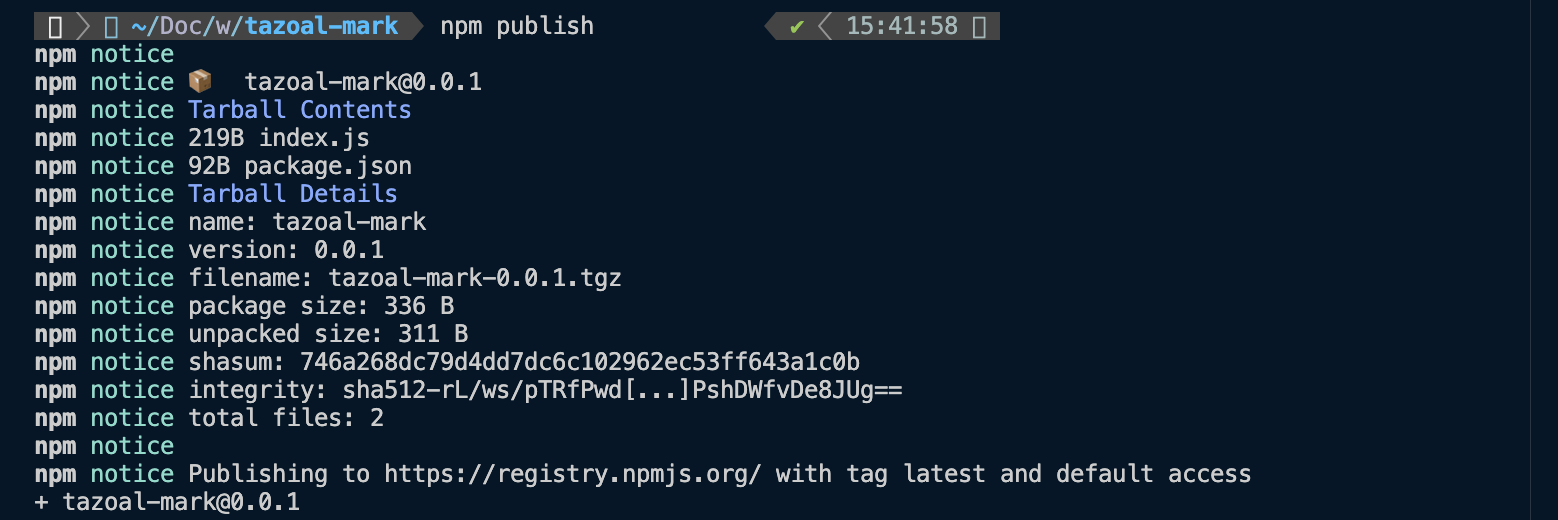 ~/Doc/w/tazoal-mark npm publish ✔ 15:41:58
npm notice
npm notice 📦 tazoal-mark@0.0.1
npm notice Tarball Contents
npm notice 219B index.js
npm notice 92B package.json
npm notice Tarball Details
npm notice name: tazoal-mark
npm notice version: 0.0.1
npm notice filename: tazoal-mark-0.0.1.tgz
npm notice package size: 336 B
npm notice unpacked size: 311 B
npm notice shasum: 746a268dc79d4dd7dc6c102962ec53ff643a1c0b
npm notice integrity: sha512-rL/ws/pTRfPwd[...]PshDWfvDe8JUg==
npm notice total files: 2
npm notice
npm notice Publishing to https://registry.npmjs.org/ with tag latest and default access
+ tazoal-mark@0.0.1